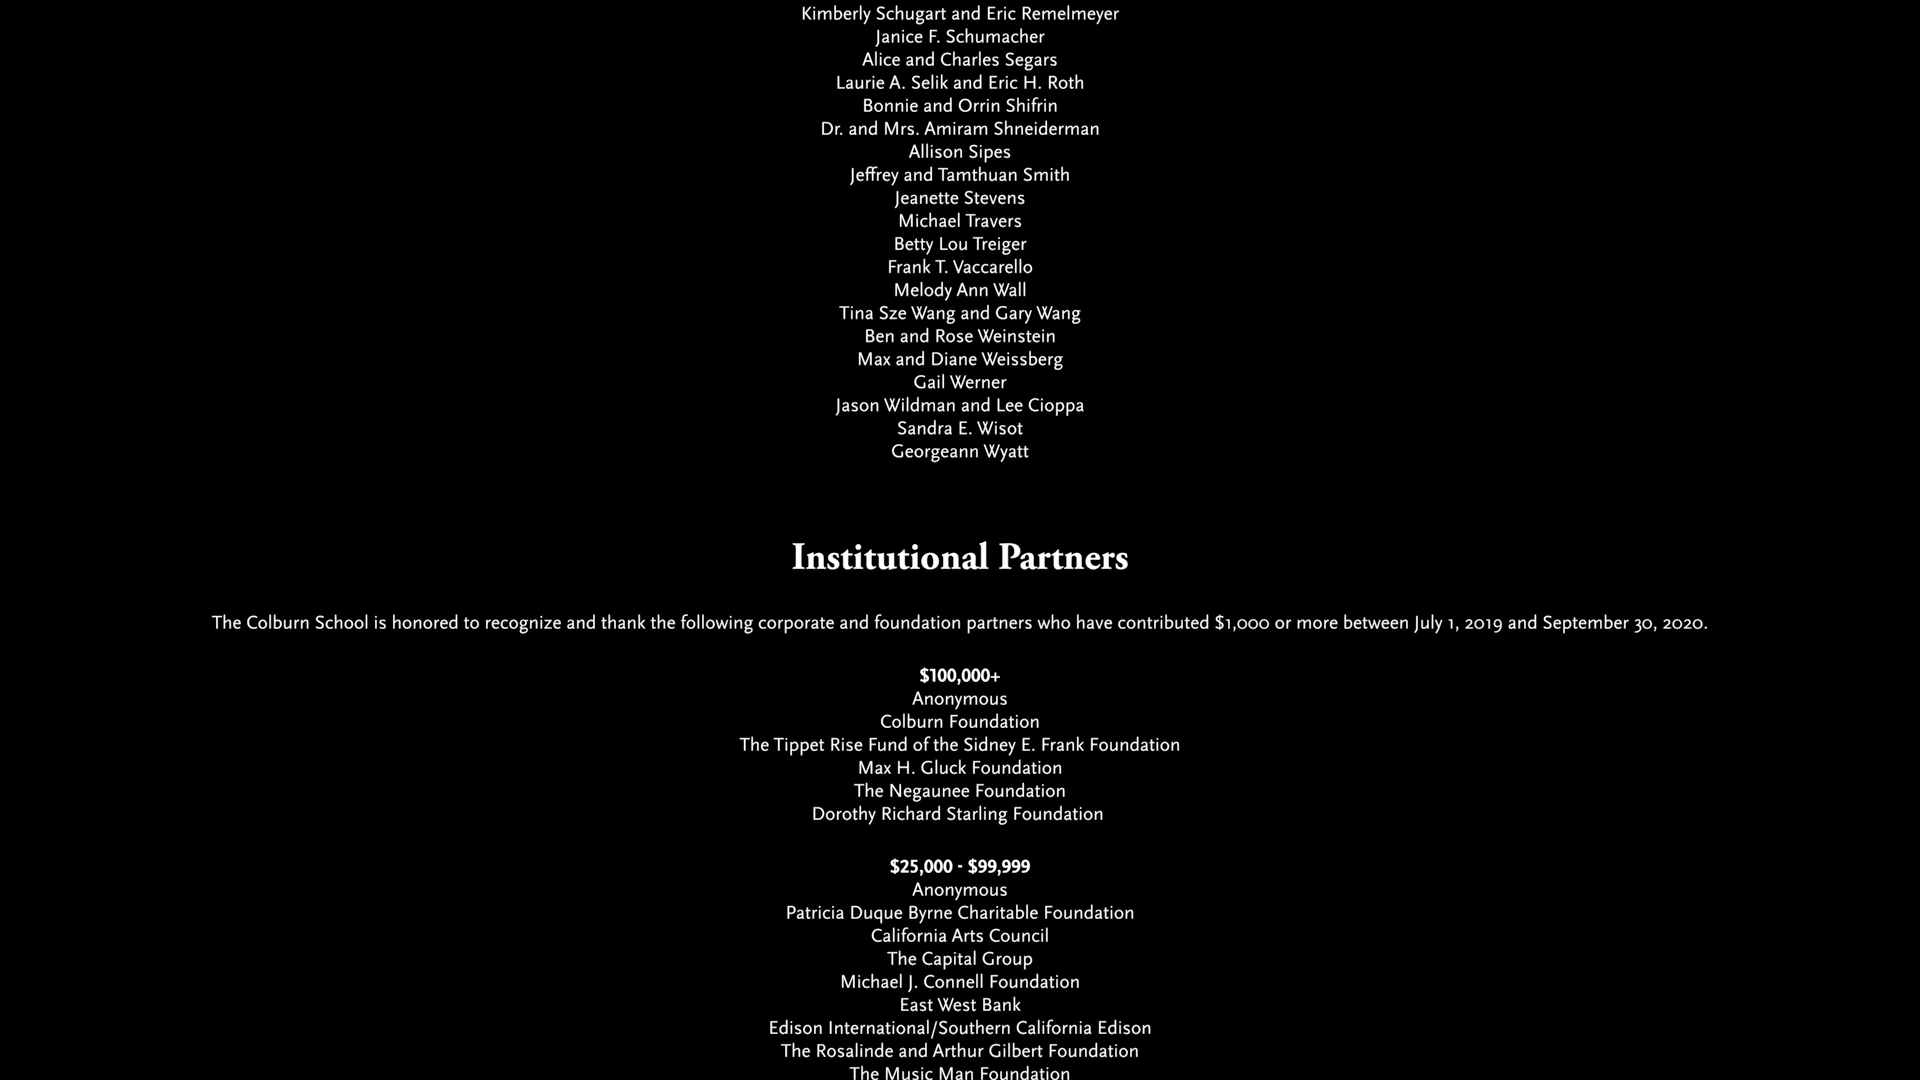 Kimberly Schugart and Eric Remelmeyer
Janice F. Schumacher
Alice and Charles Segars
Laurie A. Selik and Eric H. Roth
Bonnie and Orrin Shifrin
Dr. and Mrs. Amiram Shneiderman
Allison Sipes
Jeffrey and Tamthuan Smith
Jeanette Stevens
Michael Travers
Betty Lou Treiger
Frank T. Vaccarello
Melody Ann Wall
Tina Sze Wang and Gary Wang
Ben and Rose Weinstein
Max and Diane Weissberg
Gail Werner
Jason Wildman and Lee Cioppa
Sandra E. Wisot
Georgeann Wyatt
Institutional Partners
The Colburn School is honored to recognize and thank the following corporate and foundation partners who have contributed $1,000 or more between July 1, 2019 and September 30, 2020.
$100,000+
Anonymous
Colburn Foundation
The Tippet Rise Fund of the Sidney E. Frank Foundation
Max H. Gluck Foundation
The Negaunee Foundation
Dorothy Richard Starling Foundation
$25,000 - $99,999
Anonymous
Patricia Duque Byrne Charitable Foundation
California Arts Council
The Capital Group
Michael J. Connell Foundation
East West Bank
Edison International/Southern California Edison
The Rosalinde and Arthur Gilbert Foundation
The Music Man Foundation